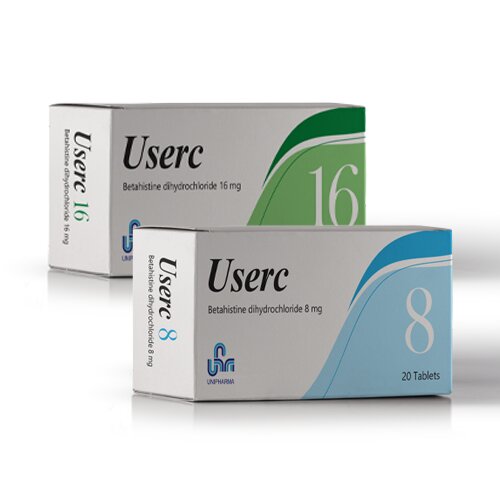 Userc 16
Betahistine dihydrochloride 16 mg
Userc
Betahistine dihydrochloride 16 mg
16
Userc 8
Betahistine dihydrochloride 8 mg
Userc
Betahistine dihydrochloride 8 mg
8
UNIPHARMA
20 Tablets